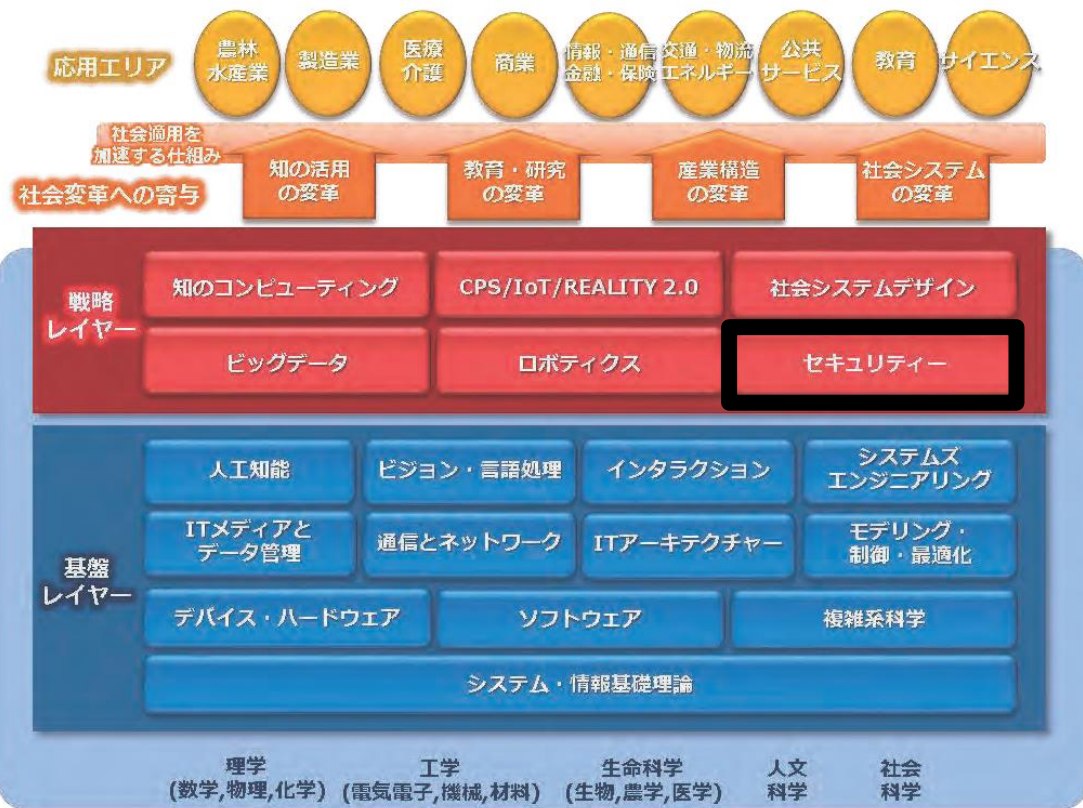 応用エリア
農林
水産業
製造業
医療
介護
商業
情報・通信
金融・保険
交通・物流
エネルギー
公共
サービス
教育
サイエンス
社会適用を
加速する仕組み
社会変革への寄与
知の活用
の変革
教育・研究
の変革
産業構造
の変革
社会システム
の変革
戦略
レイヤー
知のコンピューティング
CPS/IoT/REALITY 2.0
社会システムデザイン
ビッグデータ
ロボティクス
セキュリティー
基盤
レイヤー
人工知能
ビジョン・言語処理
インタラクション
システムズ
エンジニアリング
ITメディアと
データ管理
通信とネットワーク
ITアーキテクチャー
モデリング・
制御・最適化
デバイス・ハードウェア
ソフトウェア
複雑系科学
システム・情報基礎理論
理学
(数学,物理,化学)
工学
(電気電子,機械,材料)
生命科学
(生物,農学,医学)
人文
科学
社会
科学